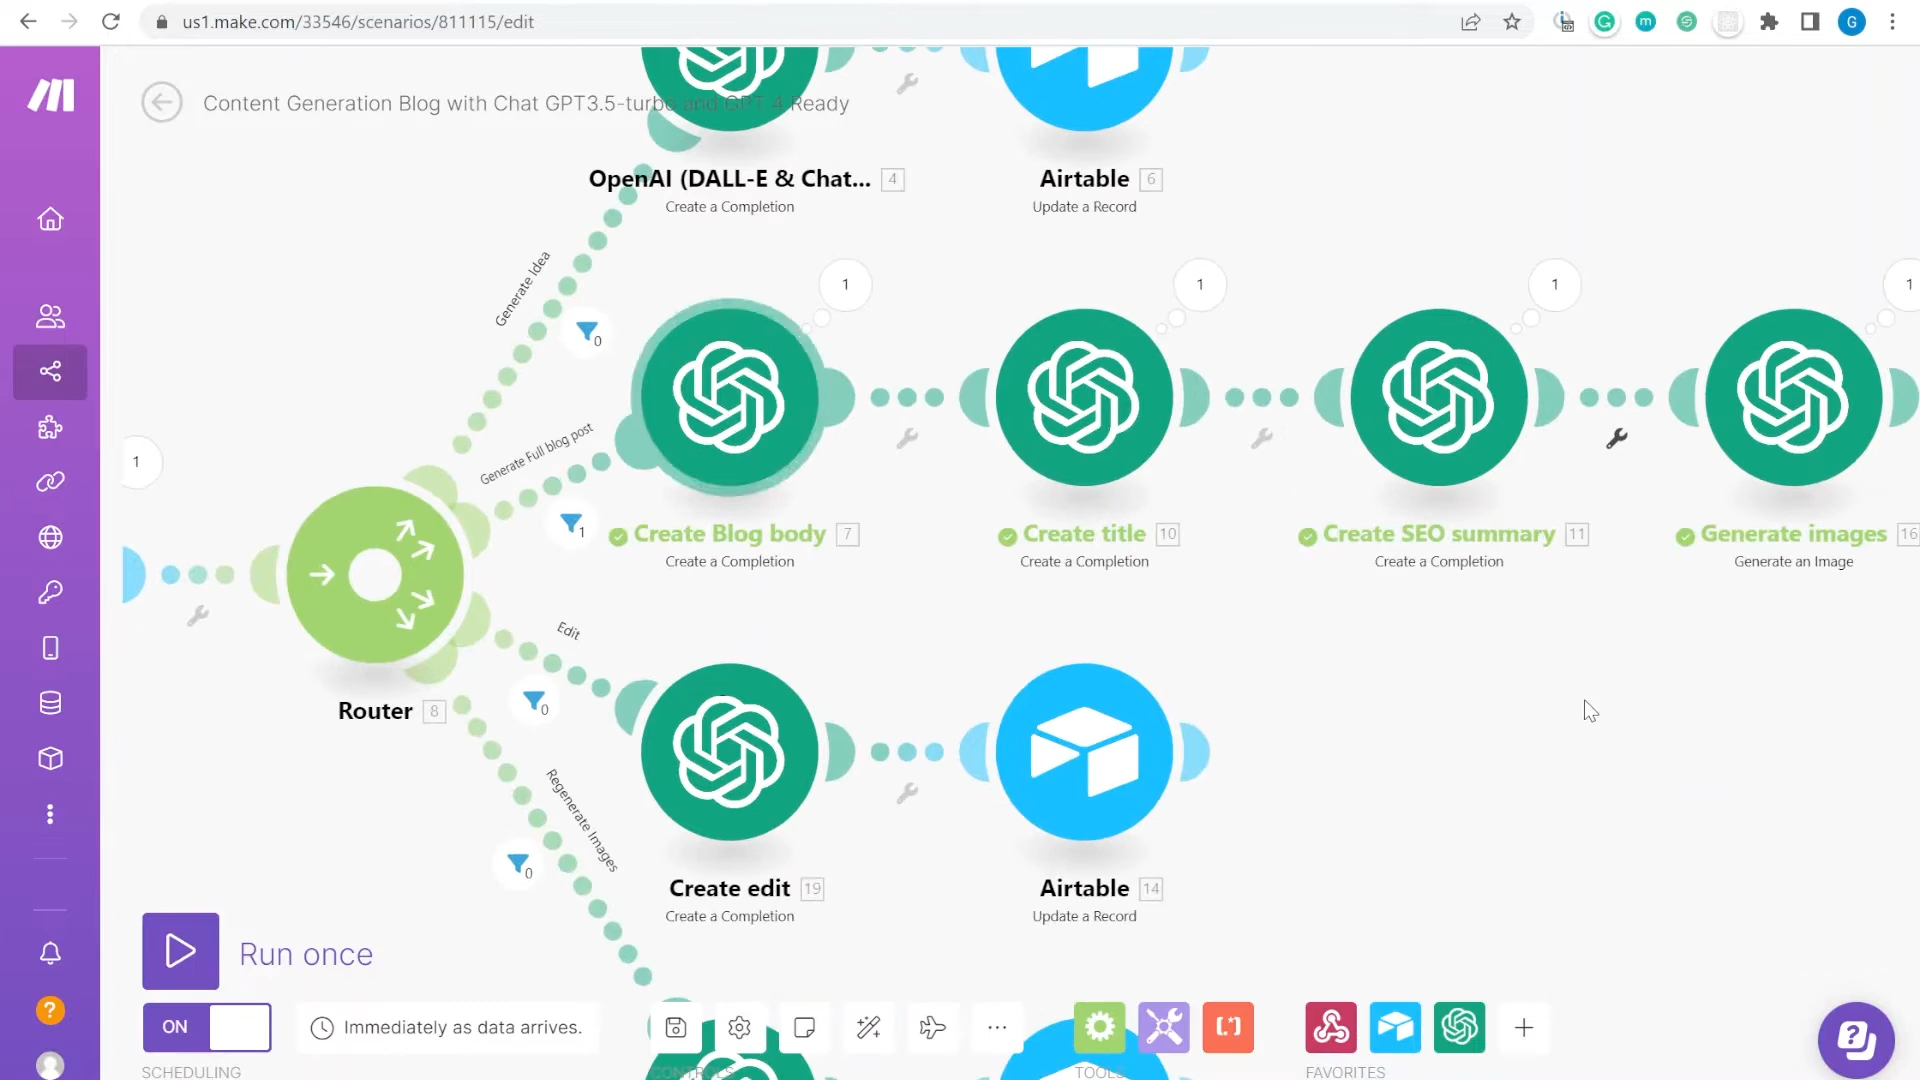 us1.make.com/33546/scenarios/811115/edit
G
Content Generation Blog with Chat GPT3.5-turbo and GPT 4 Ready
OpenAI (DALL-E & Chat... 4
Create a Completion
Airtable 6
Update a Record
Generate Idea
0
1
1
1
1
Generate Full blog post
1
1
Create Blog body 7
Create a Completion
Create title 10
Create a Completion
Create SEO summary 11
Create a Completion
Generate images 16
Generate an Image
Router 8
Edit
0
Regenerate Images
0
Create edit 19
Create a Completion
Airtable 14
Update a Record
Run once
ON
Immediately as data arrives.
SCHEDULING
CONTROLS
TOOLS
FAVORITES